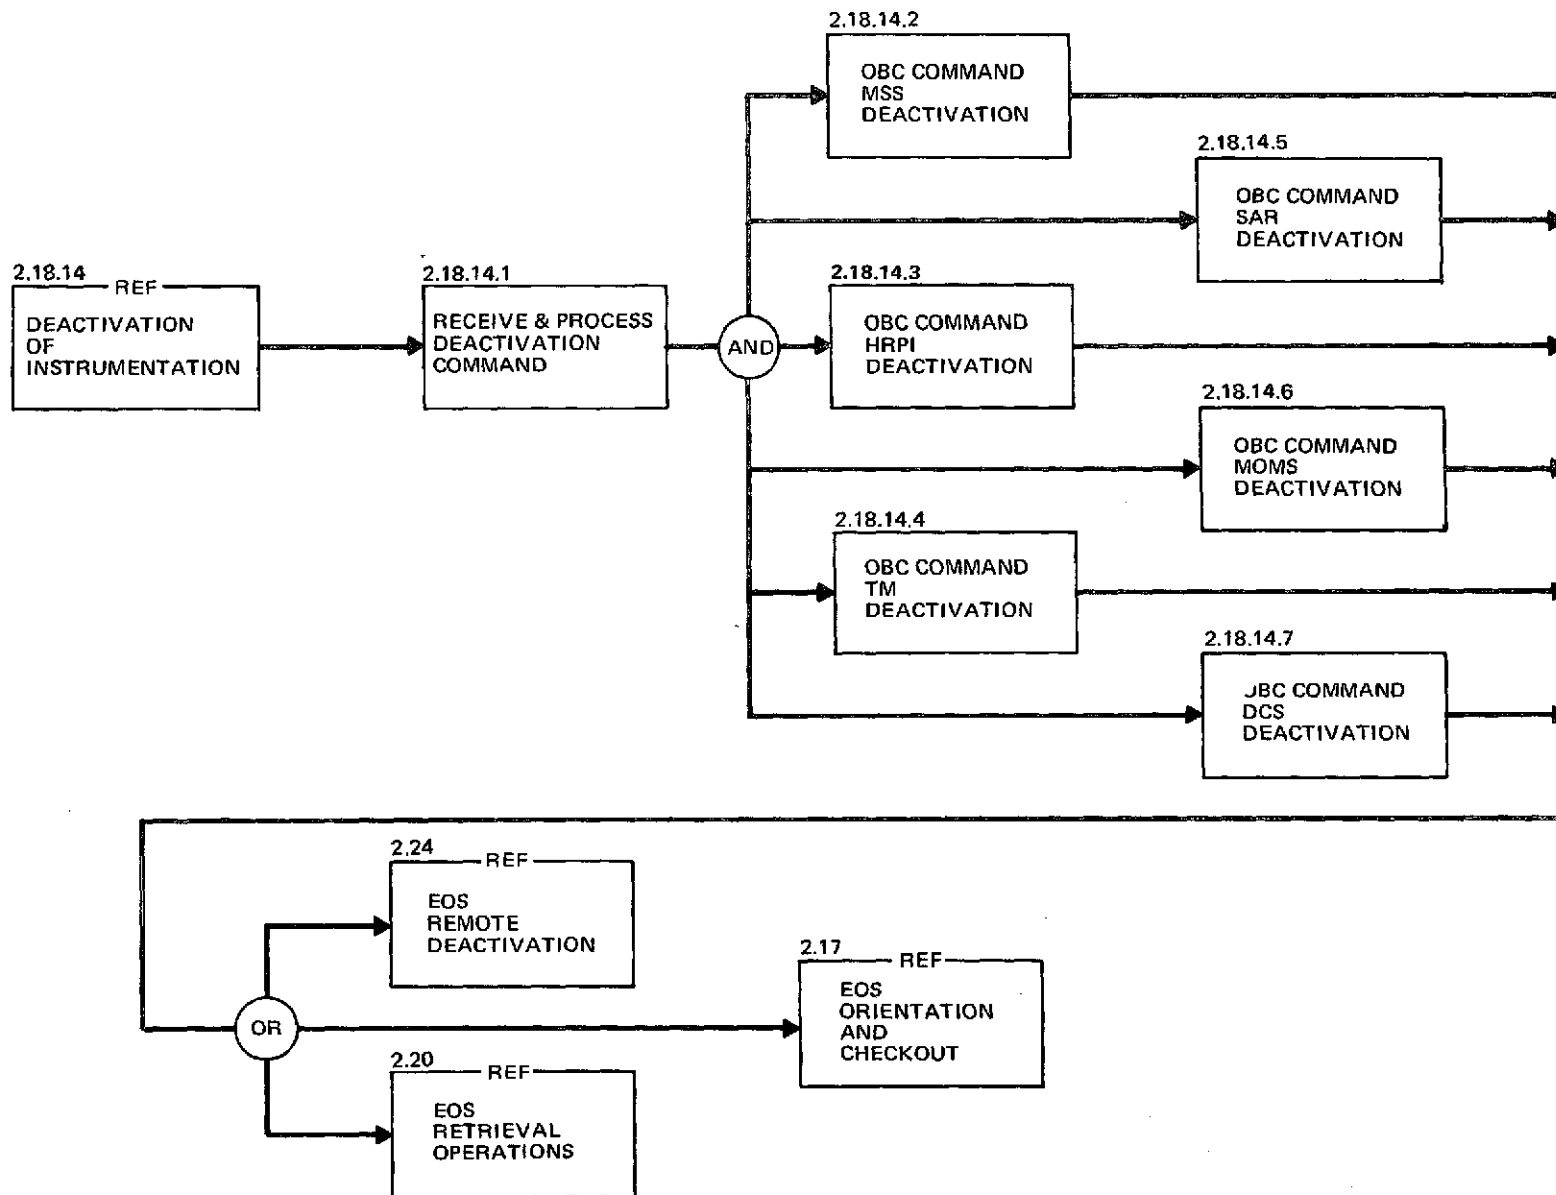 2.18.14.2
OBC COMMAND
MSS
DEACTIVATION
2.18.14.5
OBC COMMAND
SAR
DEACTIVATION
2.18.14
REF
DEACTIVATION
OF
INSTRUMENTATION
2.18.14.1
RECEIVE & PROCESS
DEACTIVATION
COMMAND
AND
2.18.14.3
OBC COMMAND
HRPI
DEACTIVATION
2.18.14.6
OBC COMMAND
MOMS
DEACTIVATION
2.18.14.4
OBC COMMAND
TM
DEACTIVATION
2.18.14.7
OBC COMMAND
DCS
DEACTIVATION
2.24
REF
EOS
REMOTE
DEACTIVATION
OR
2.17
REF
EOS
ORIENTATION
AND
CHECKOUT
2.20
REF
EOS
RETRIEVAL
OPERATIONS